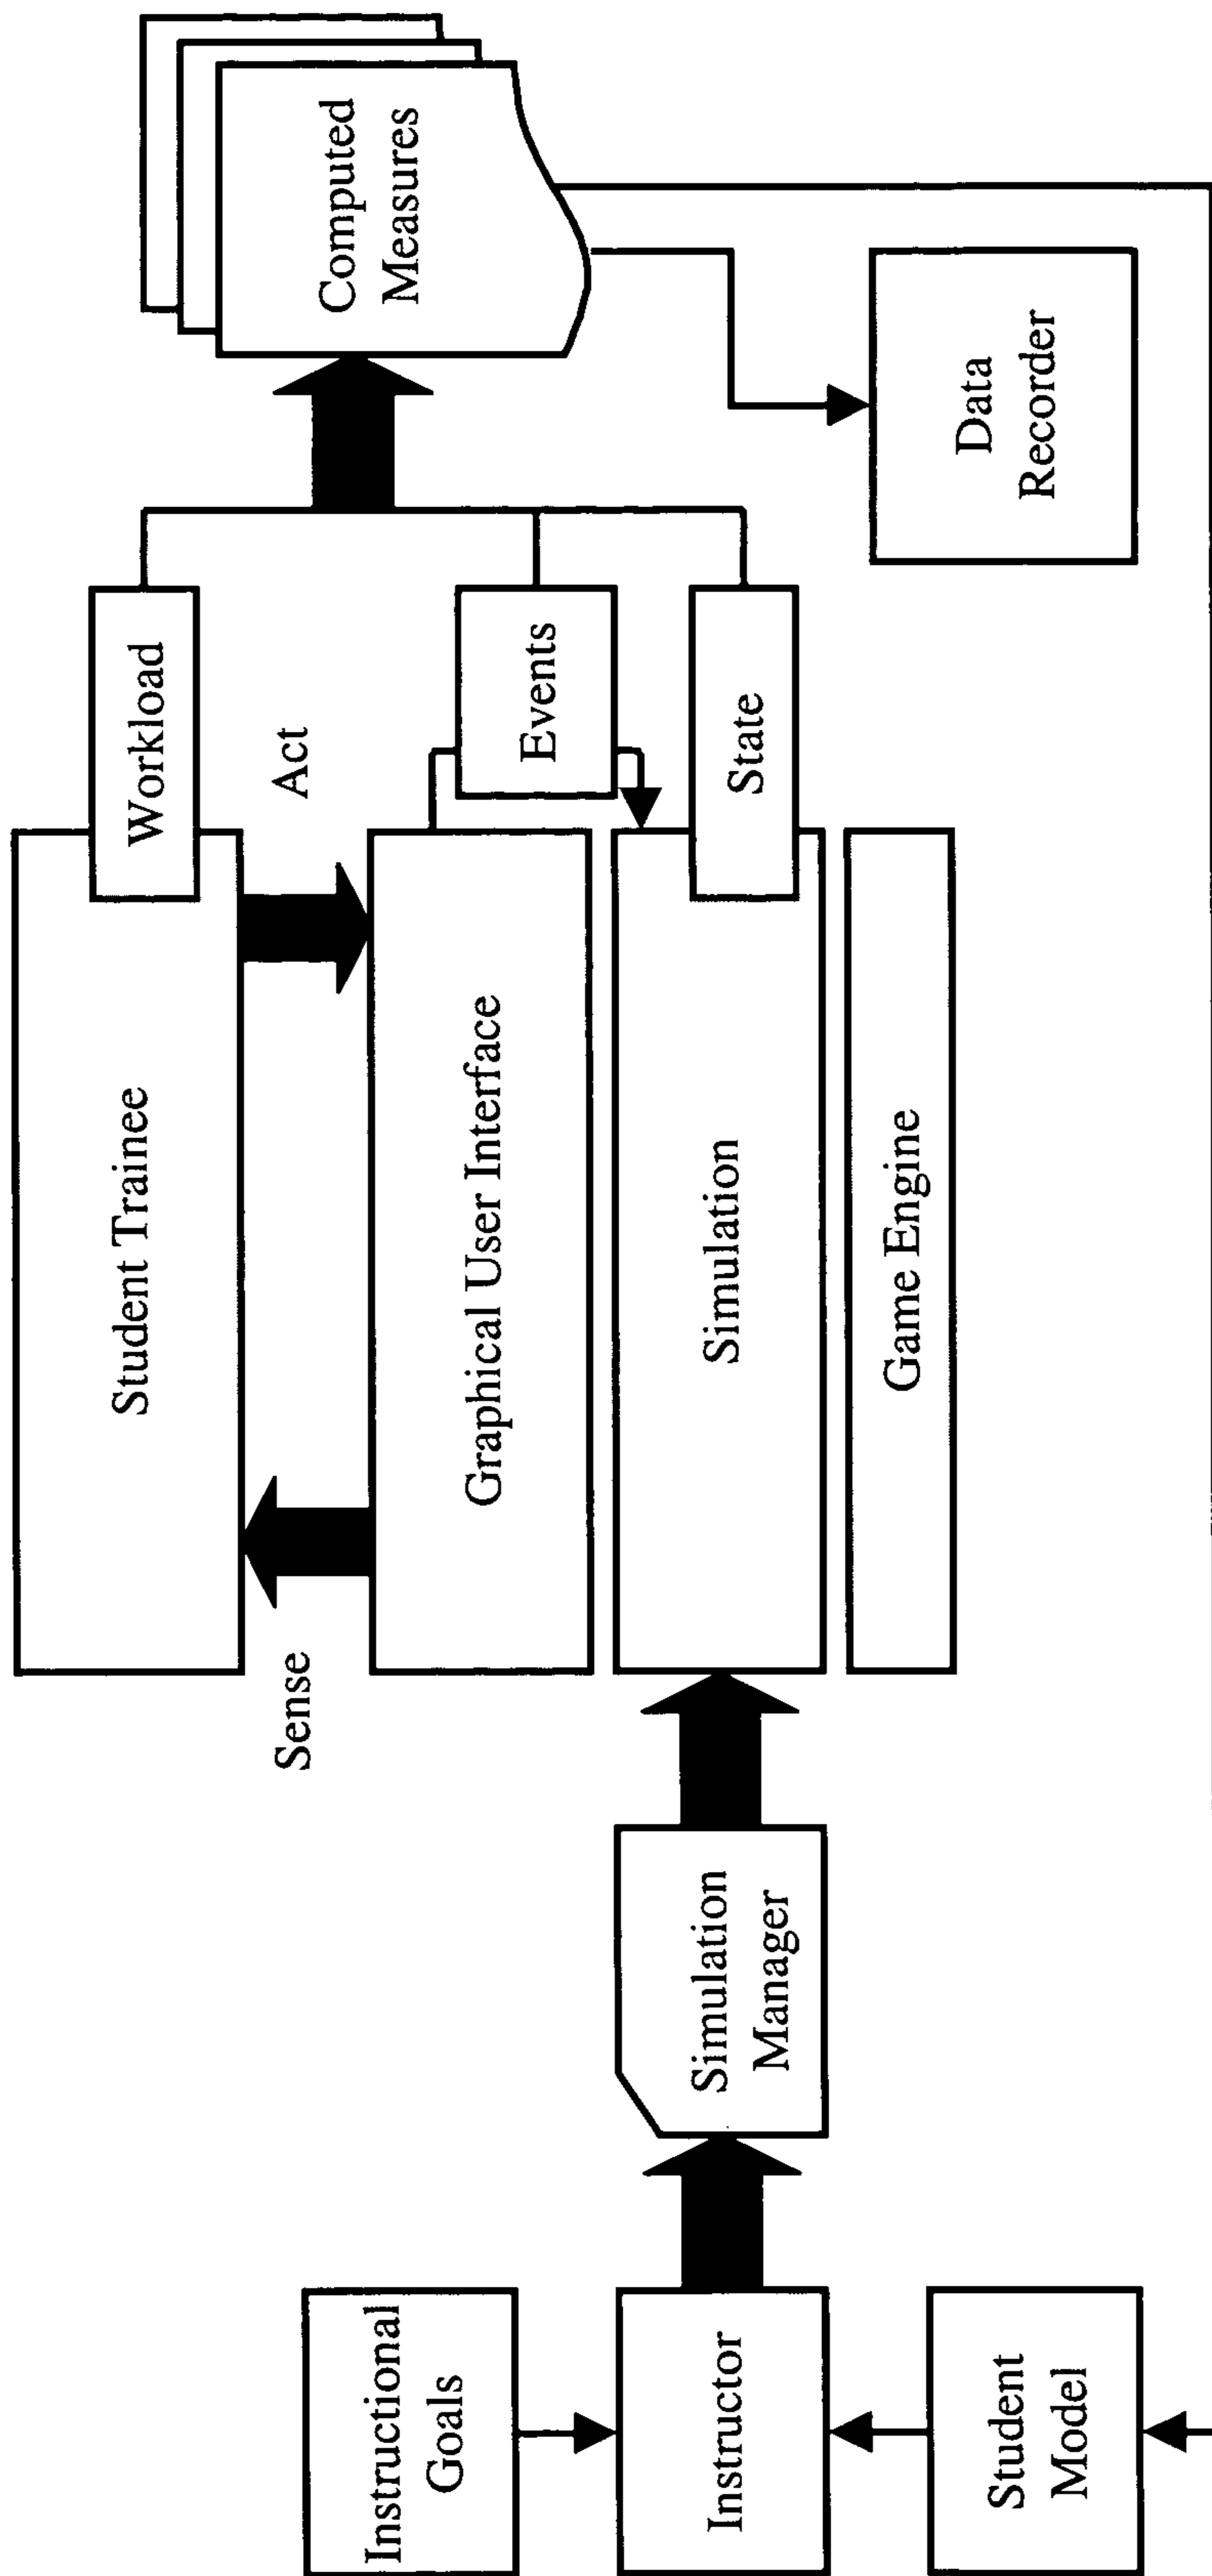 Student Trainee
Workload
Computed
Measures
Sense
Act
Graphical User Interface
Events
Instructional
Goals
Instructor
Simulation
Manager
Simulation
State
Game Engine
Student
Model
Data
Recorder